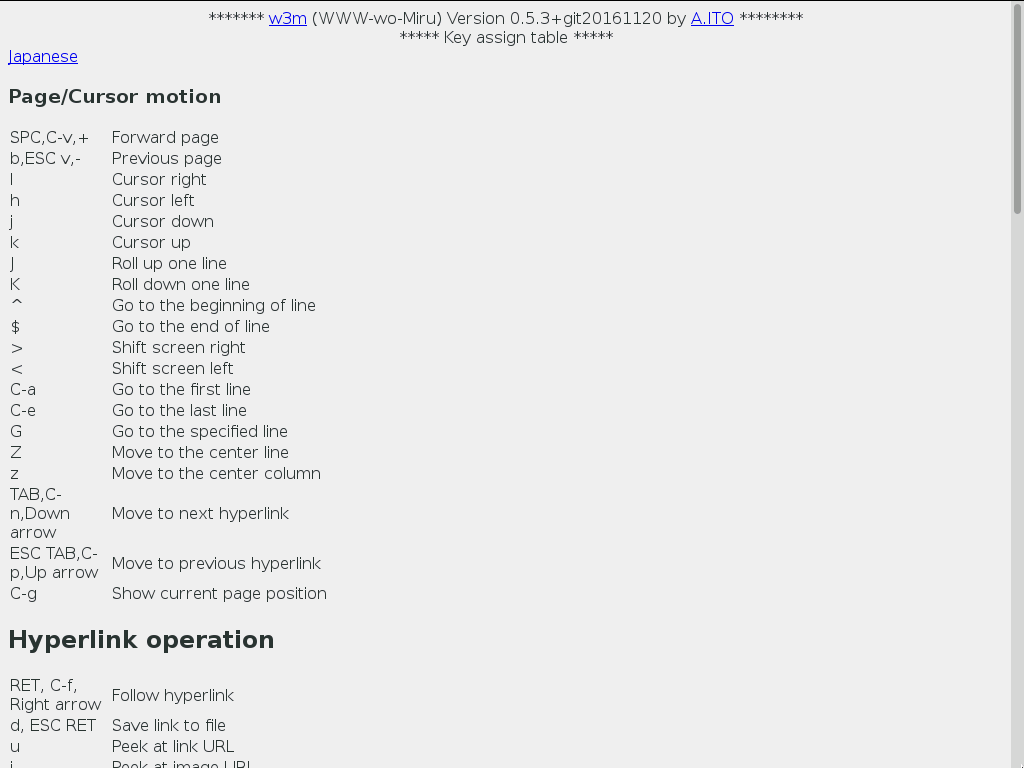 ******* w3m (WWW-wo-Miru) Version 0.5.3+git20161120 by A.ITO ********
***** Key assign table *****
Japanese
Page/Cursor motion
SPC,C-v,+ Forward page
b,ESC v,- Previous page
l Cursor right
h Cursor left
j Cursor down
k Cursor up
J Roll up one line
K Roll down one line
^ Go to the beginning of line
$ Go to the end of line
> Shift screen right
< Shift screen left
C-a Go to the first line
C-e Go to the last line
G Go to the specified line
Z Move to the center line
z Move to the center column
TAB,C-
n,Down Move to next hyperlink
arrow
ESC TAB,C-
p,Up arrow Move to previous hyperlink
C-g Show current page position
Hyperlink operation
RET, C-f,
Right arrow Follow hyperlink
d, ESC RET Save link to file
u Peek at link URL
i Peek at image URL